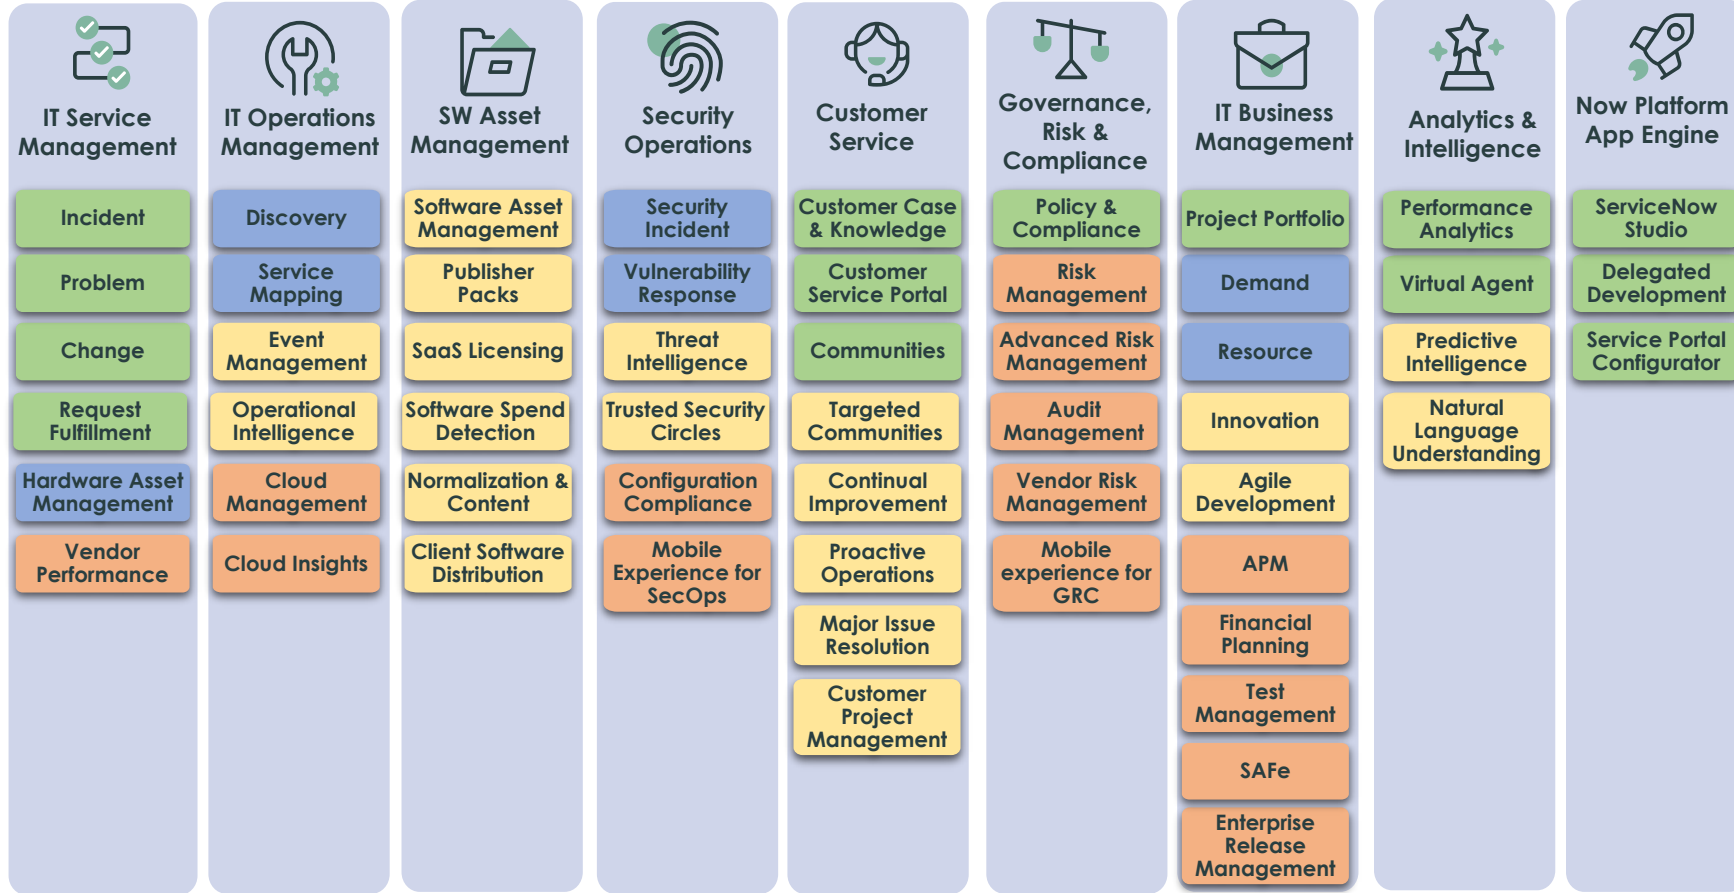 IT Service
Management
Incident
Problem
Change
Request
Fulfillment
Hardware Asset
Management
Vendor
Performance
IT Operations
Management
Discovery
Service
Mapping
Event
Management
Operational
Intelligence
Cloud
Management
Cloud Insights
SW Asset
Management
Software Asset
Management
Publisher
Packs
SaaS Licensing
Software Spend
Detection
Normalization &
Content
Client Software
Distribution
Security
Operations
Security
Incident
Vulnerability
Response
Threat
Intelligence
Trusted Security
Circles
Configuration
Compliance
Mobile
Experience for
SecOps
Customer
Service
Customer Case
& Knowledge
Customer
Service Portal
Communities
Targeted
Communities
Continual
Improvement
Proactive
Operations
Major Issue
Resolution
Customer
Project
Management
Governance,
Risk &
Compliance
Policy &
Compliance
Risk
Management
Advanced Risk
Management
Audit
Management
Vendor Risk
Management
Mobile
experience for
GRC
IT Business
Management
Project Portfolio
Demand
Resource
Innovation
Agile
Development
APM
Financial
Planning
Test
Management
SAFe
Enterprise
Release
Management
Analytics &
Intelligence
Performance
Analytics
Virtual Agent
Predictive
Intelligence
Natural
Language
Understanding
Now Platform
App Engine
ServiceNow
Studio
Delegated
Development
Service Portal
Configurator